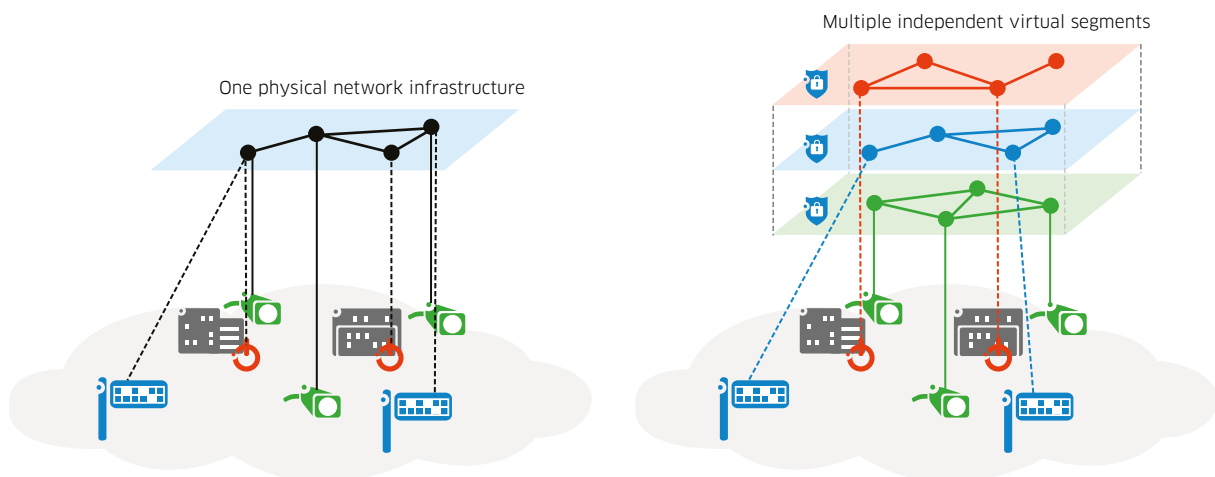 One physical network infrastructure
Multiple independent virtual segments